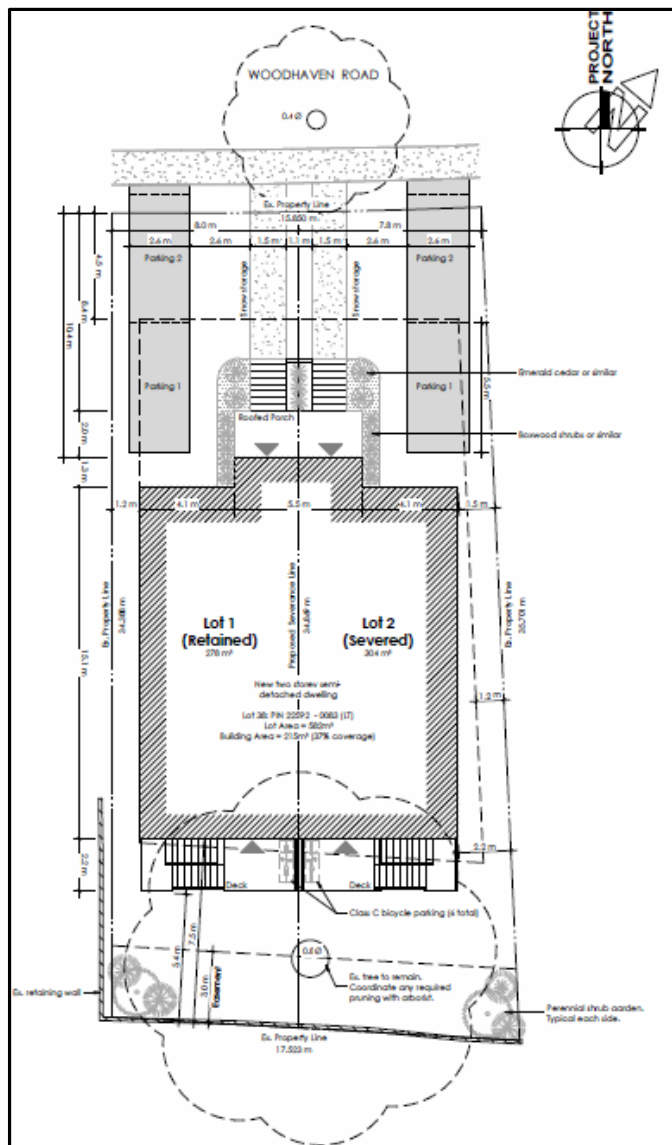 PROJECT
NORTH
WOODHAVEN ROAD
0.4 Ø
Ex. Property Line
15.850 m
8.0 m
7.8 m
2.6 m
2.6 m
1.5 m
1.1 m
1.5 m
2.6 m
2.6 m
Parking 2
Parking 2
Snow storage
Snow storage
10.4 m
Parking 1
Parking 1
5.5 m
Emerald cedar or similar
Roofed Porch
Boxwood shrubs or similar
2.0 m
1.3 m
1.2 m
4.1 m
5.5 m
4.1 m
1.5 m
Ex. Property Line
34.388 m
Proposed Severance Line
34.869 m
Ex. Property Line
35.701 m
Lot 1
(Retained)
278 m²
Lot 2
(Severed)
304 m²
New two storey semi-
detached dwelling
Lot 38: PIN 22592 - 0083 (LT)
Lot Area = 582m²
Building Area = 215m² (37% coverage)
15.1 m
1.2 m
2.2 m
2.2 m
Deck
Deck
Class C bicycle parking (6 total)
5.4 m
7.5 m
3.0 m
Easement
0.8 Ø
Ex. tree to remain.
Coordinate any required
pruning with arborist.
Ex. retaining wall
Perennial shrub garden.
Typical each side.
Ex. Property Line
17.523 m